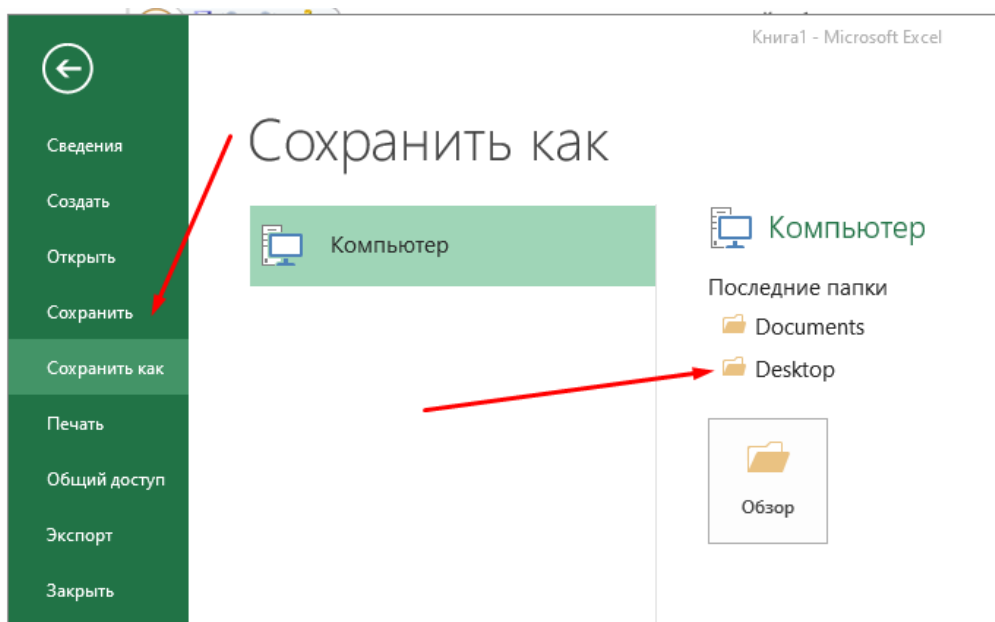 Книга1 - Microsoft Excel
Сведения
Создать
Открыть
Сохранить
Сохранить как
Печать
Общий доступ
Экспорт
Закрыть
Сохранить как
Компьютер
Компьютер
Последние папки
Documents
Desktop
Обзор